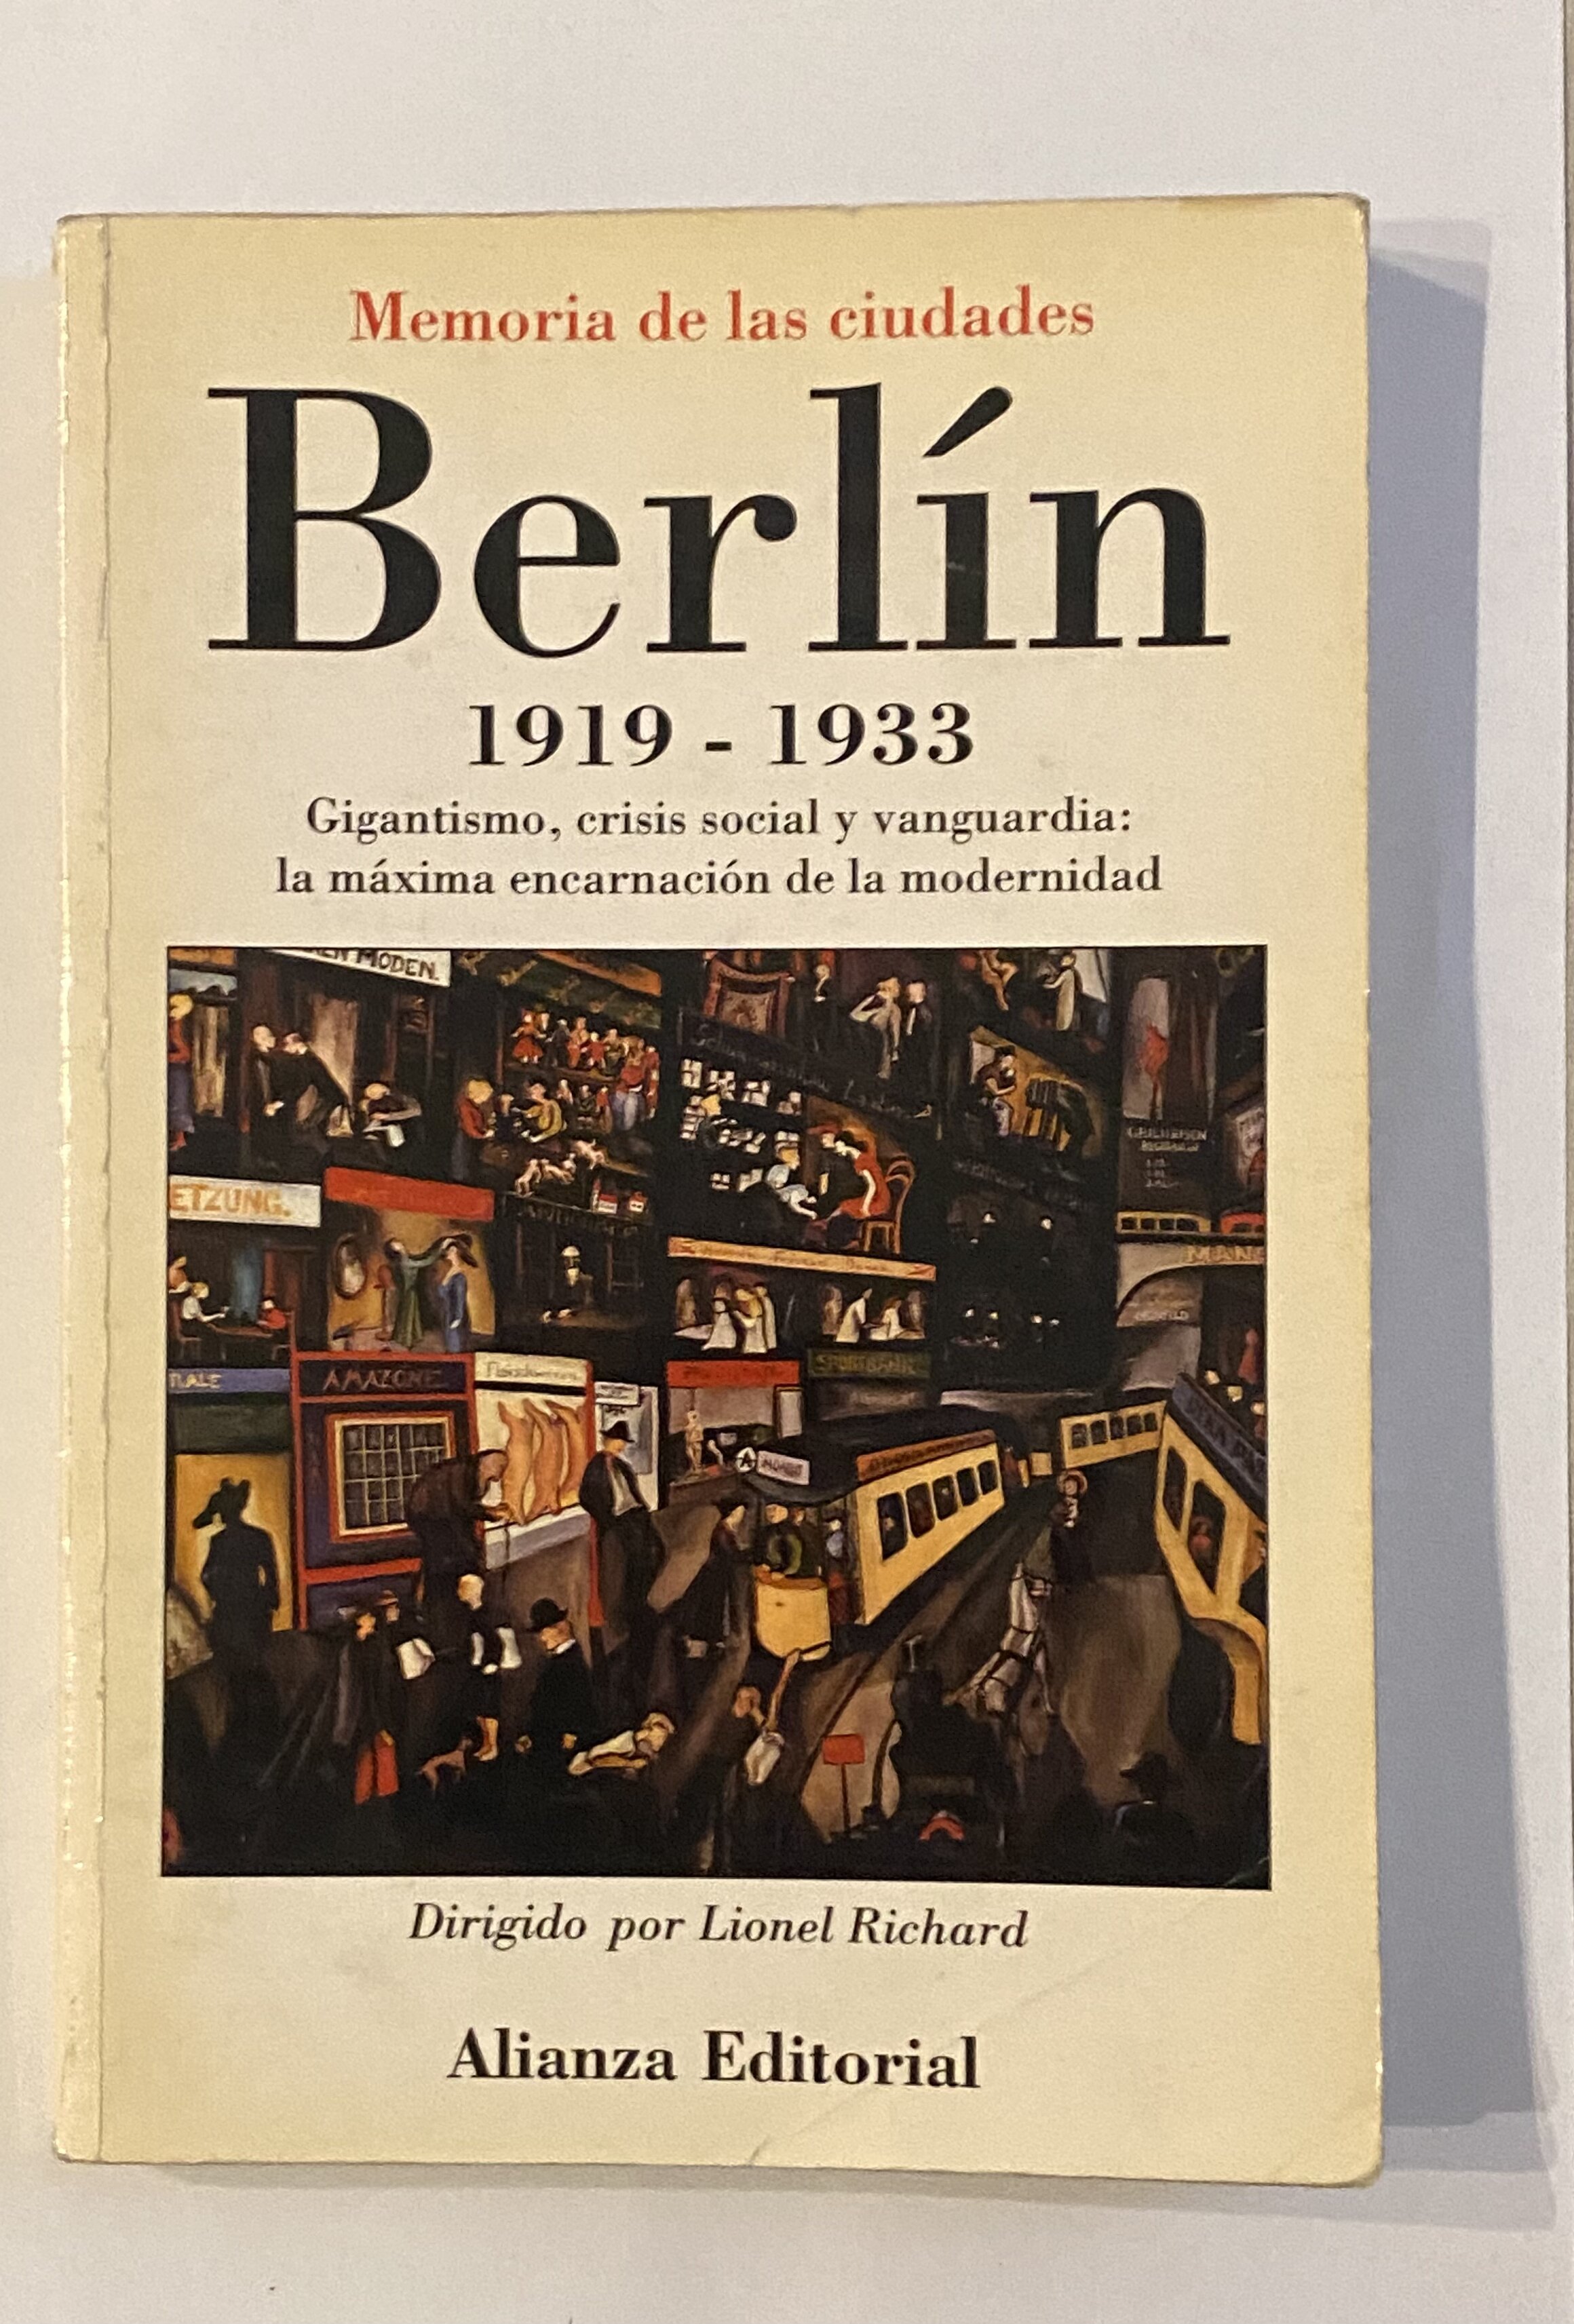 Memoria de las ciudades
Berlín
1919 - 1933
Gigantismo, crisis social y vanguardia:
la máxima encarnación de la modernidad
MODEN.
ETZUNG.
AMAZONE
Dirigido por Lionel Richard
Alianza Editorial